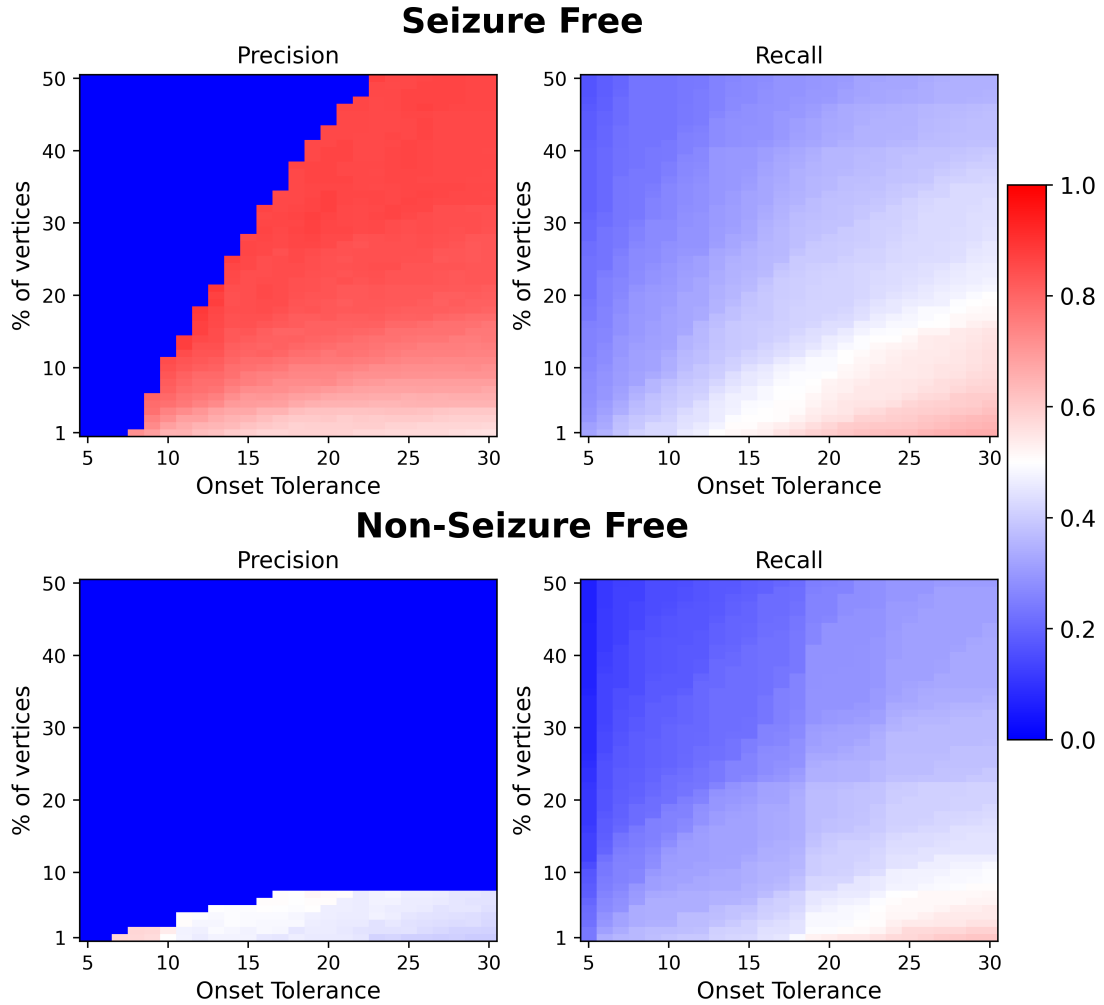 Seizure Free
Precision
Recall
50
40
30
20
10
1
% of vertices
5 10 15 20 25 30
Onset Tolerance
50
40
30
20
10
1
% of vertices
5 10 15 20 25 30
Onset Tolerance
1.0
0.8
0.6
0.4
0.2
0.0
Non-Seizure Free
Precision
Recall
50
40
30
20
10
1
% of vertices
5 10 15 20 25 30
Onset Tolerance
50
40
30
20
10
1
% of vertices
5 10 15 20 25 30
Onset Tolerance